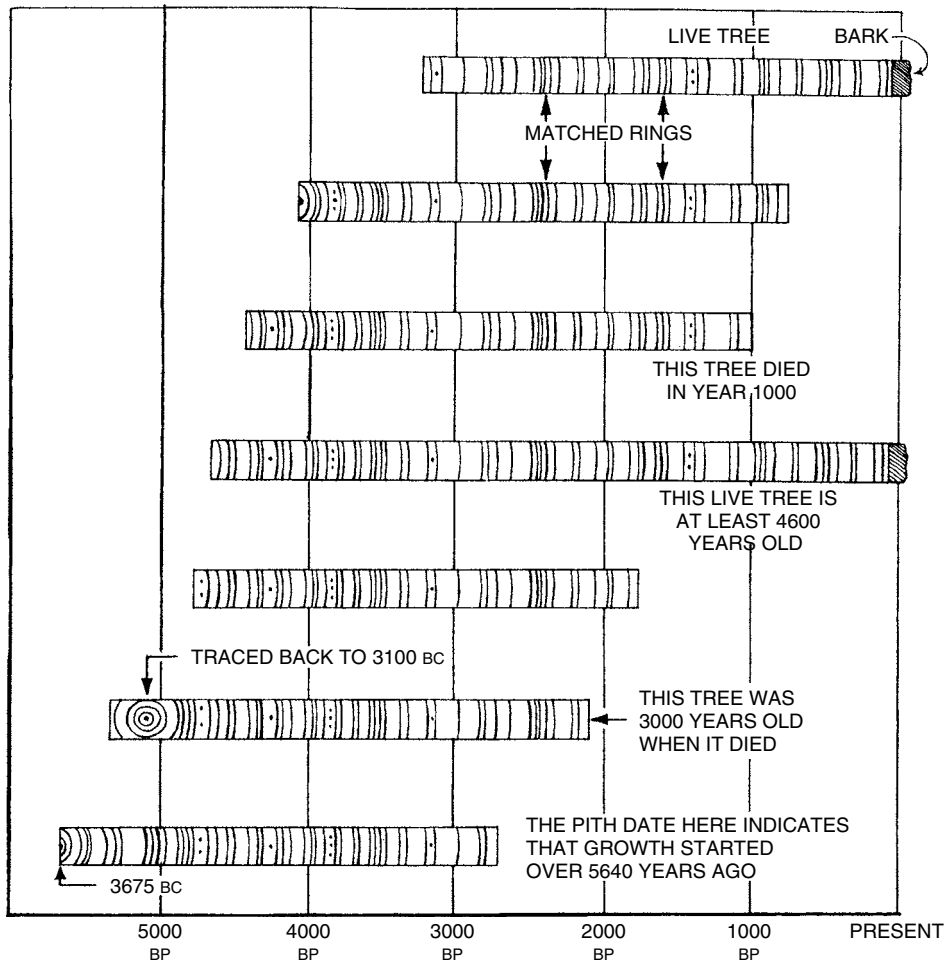 LIVE TREE
BARK
MATCHED RINGS
THIS TREE DIED
IN YEAR 1000
THIS LIVE TREE IS
AT LEAST 4600
YEARS OLD
TRACED BACK TO 3100 BC
THIS TREE WAS
3000 YEARS OLD
WHEN IT DIED
THE PITH DATE HERE INDICATES
THAT GROWTH STARTED
OVER 5640 YEARS AGO
3675 BC
5000 4000 3000 2000 1000 PRESENT
BP BP BP BP BP